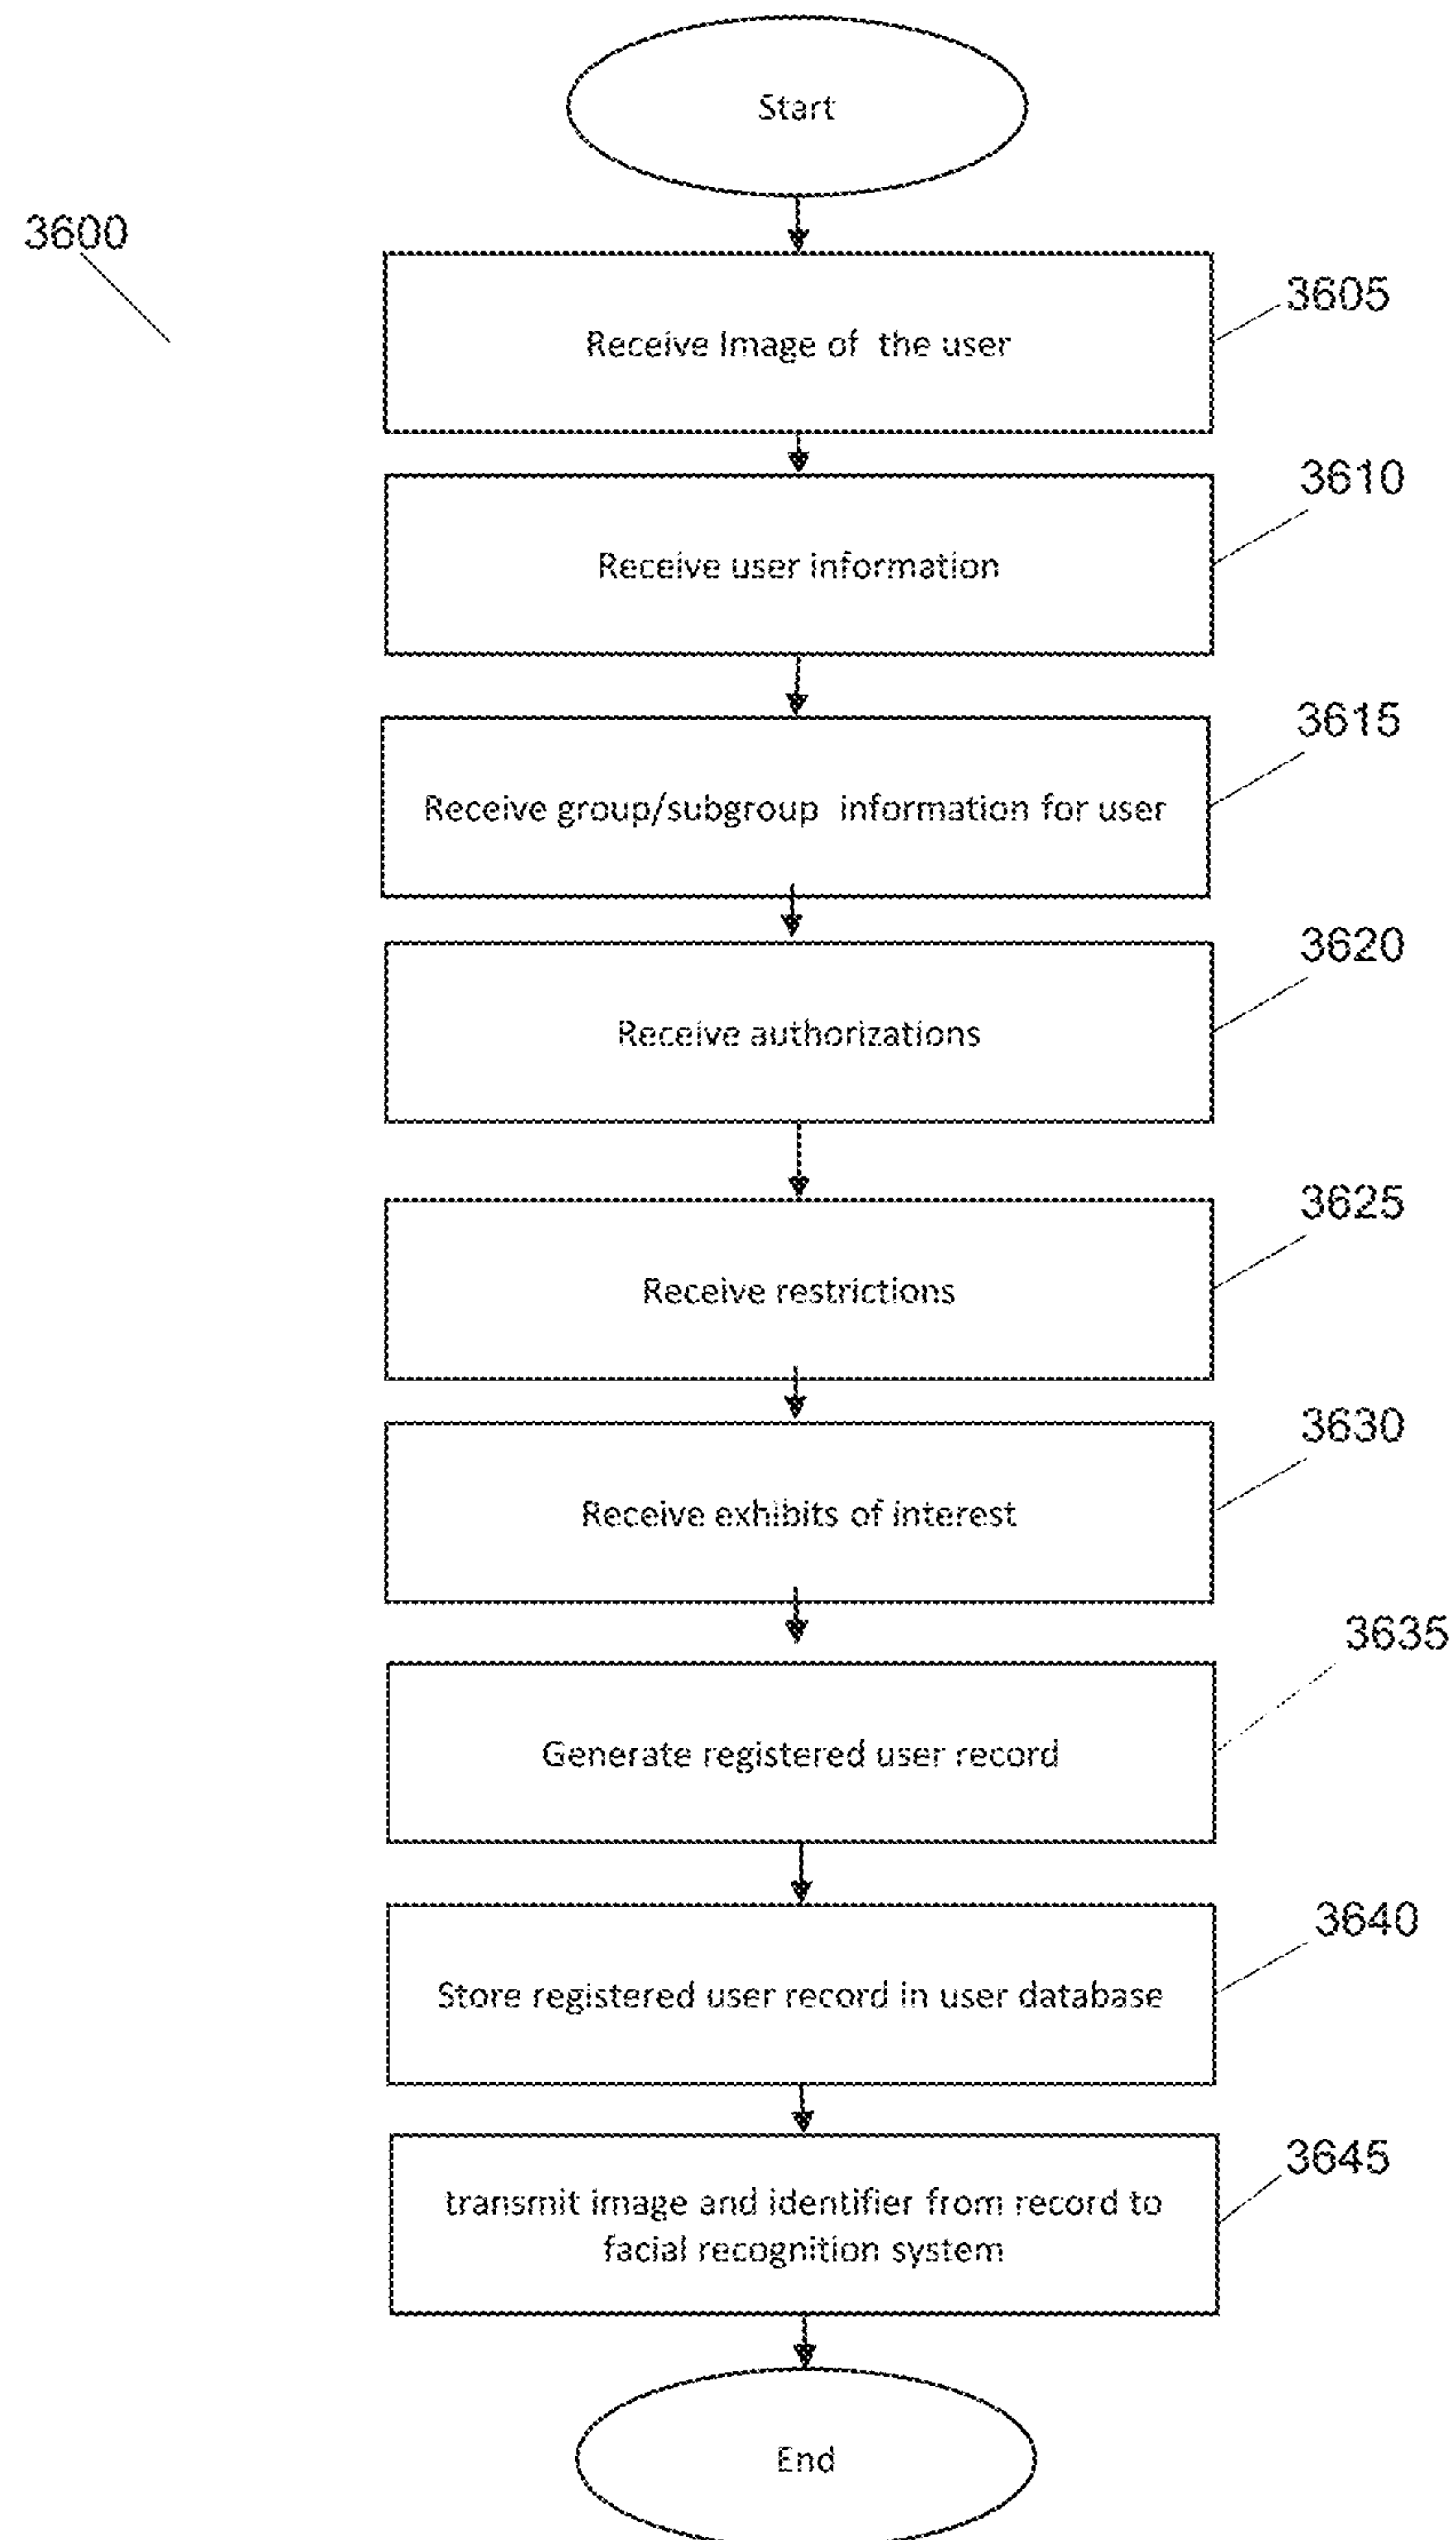 Start
3600
3605
Receive Image of the user
3610
Receive user information
3615
Receive group/subgroup information for user
3620
Receive authorizations
3625
Receive restrictions
3630
Receive exhibits of interest
3635
Generate registered user record
3640
Store registered user record in user database
3645
transmit image and identifier from record to
facial recognition system
End